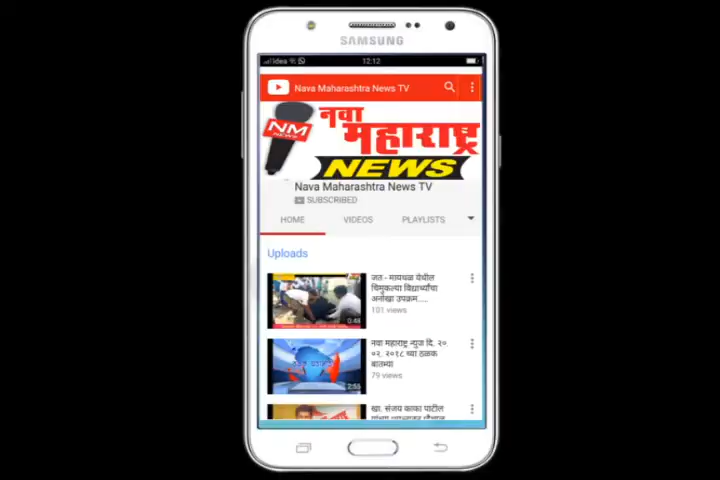 SAMSUNG
Idea
12:12
Nava Maharashtra News TV
नवा
महाराष्ट्र
NM
NEWS
NEWS
Nava Maharashtra News TV
SUBSCRIBED
HOME VIDEOS PLAYLISTS
Uploads
जत - मायथळ येथील
चिमुकल्या विद्यार्थ्यांचा
अनोखा उपक्रम....
101 views
0:48
नवा महाराष्ट्र न्युज दि. २०.
०२. २०१८ च्या ठळक
बातम्या
79 views
2:55
खा. संजय काका पाटील